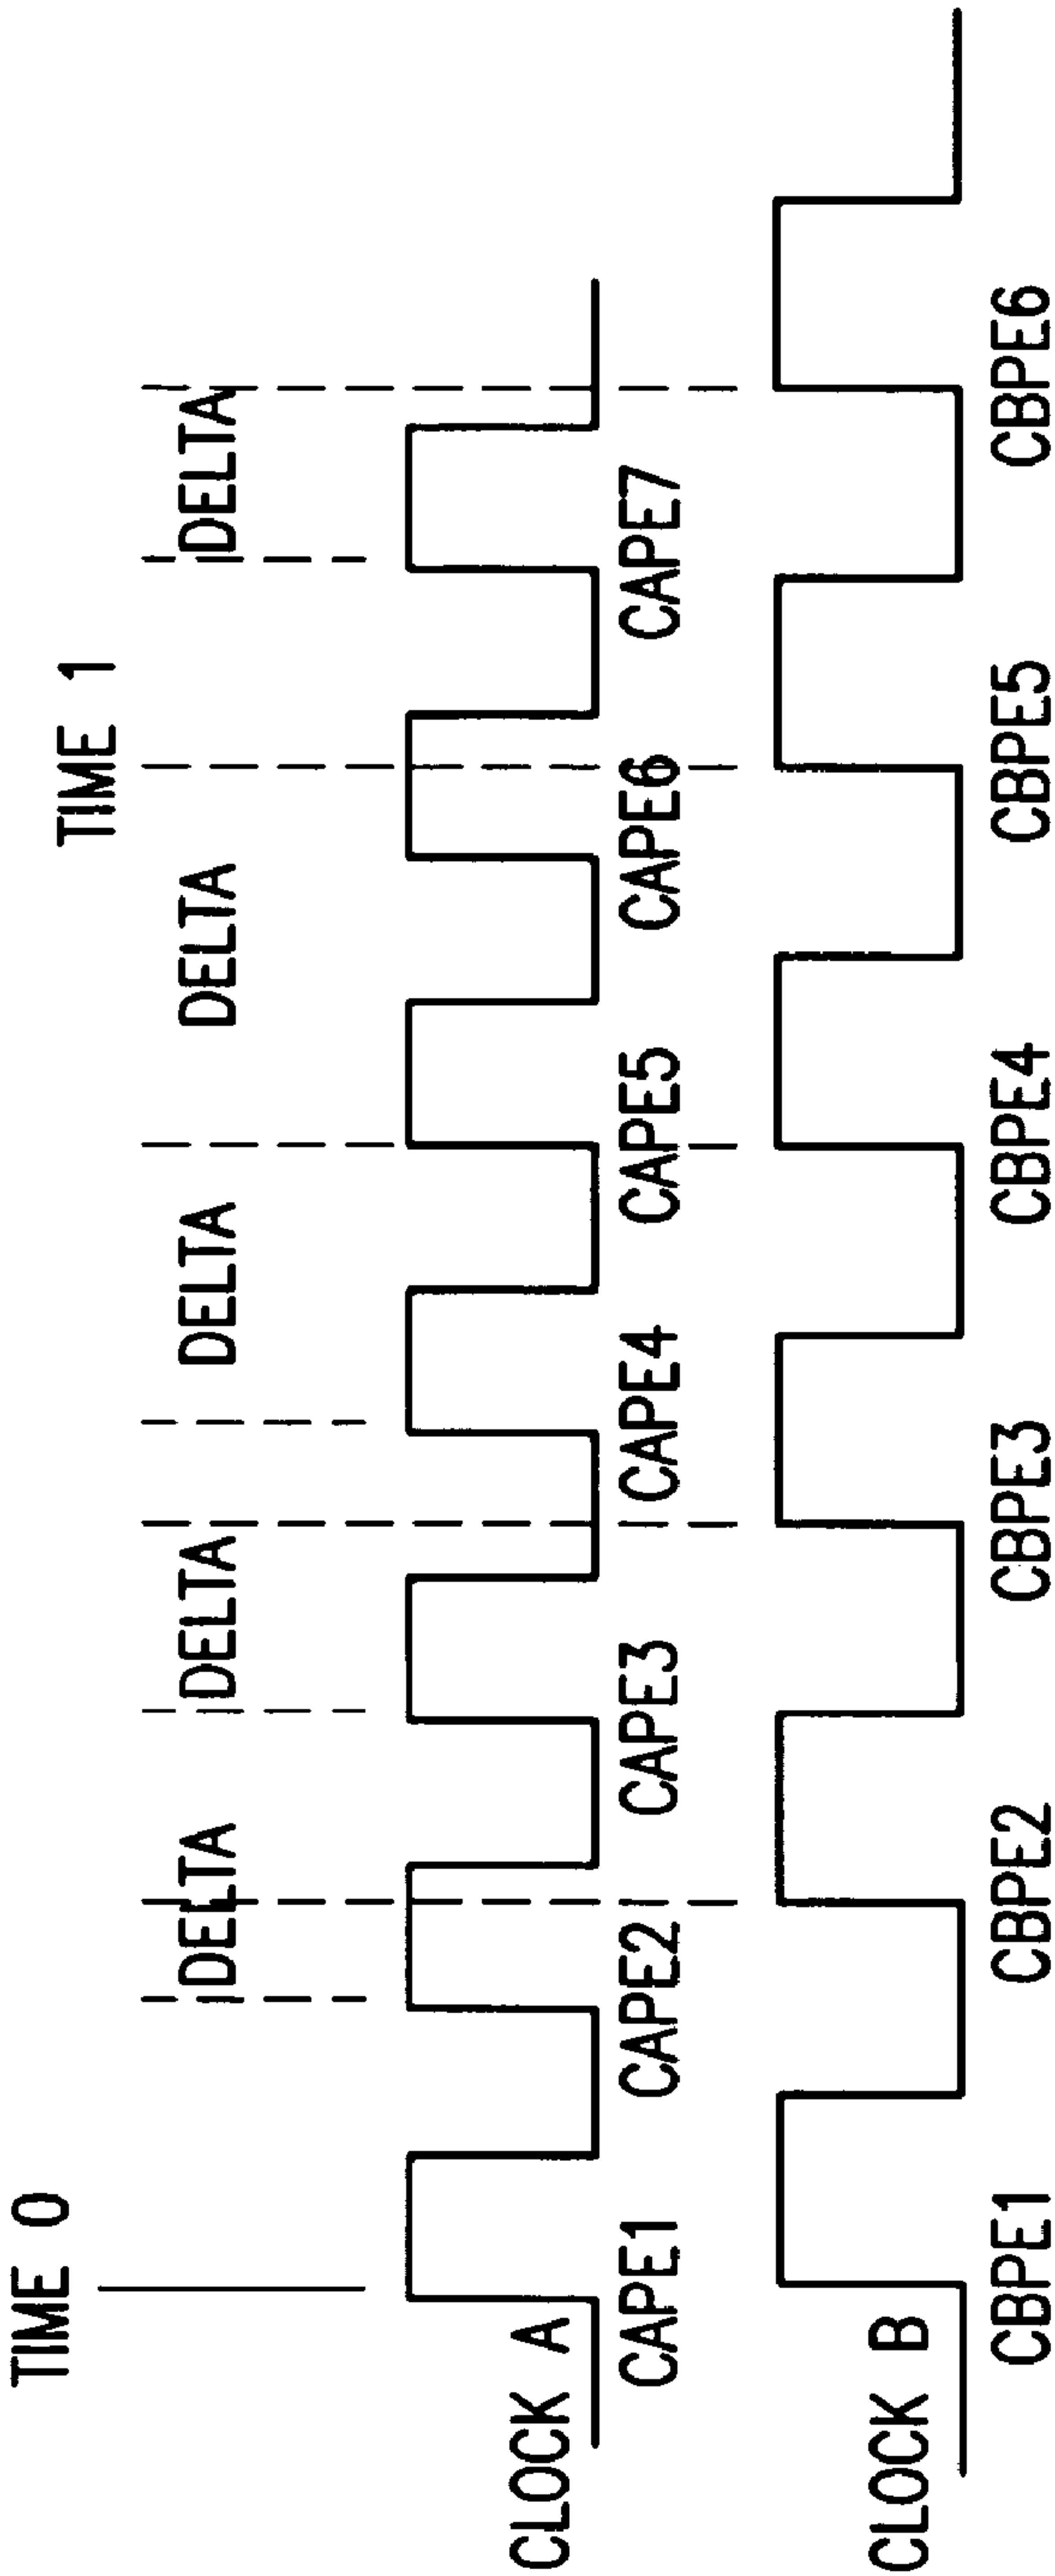 TIME 0
TIME 1
DELTA DELTA DELTA DELTA DELTA
CLOCK A
CAPE1 CAPE2 CAPE3 CAPE4 CAPE5 CAPE6 CAPE7
CLOCK B
CBPE1 CBPE2 CBPE3 CBPE4 CBPE5 CBPE6